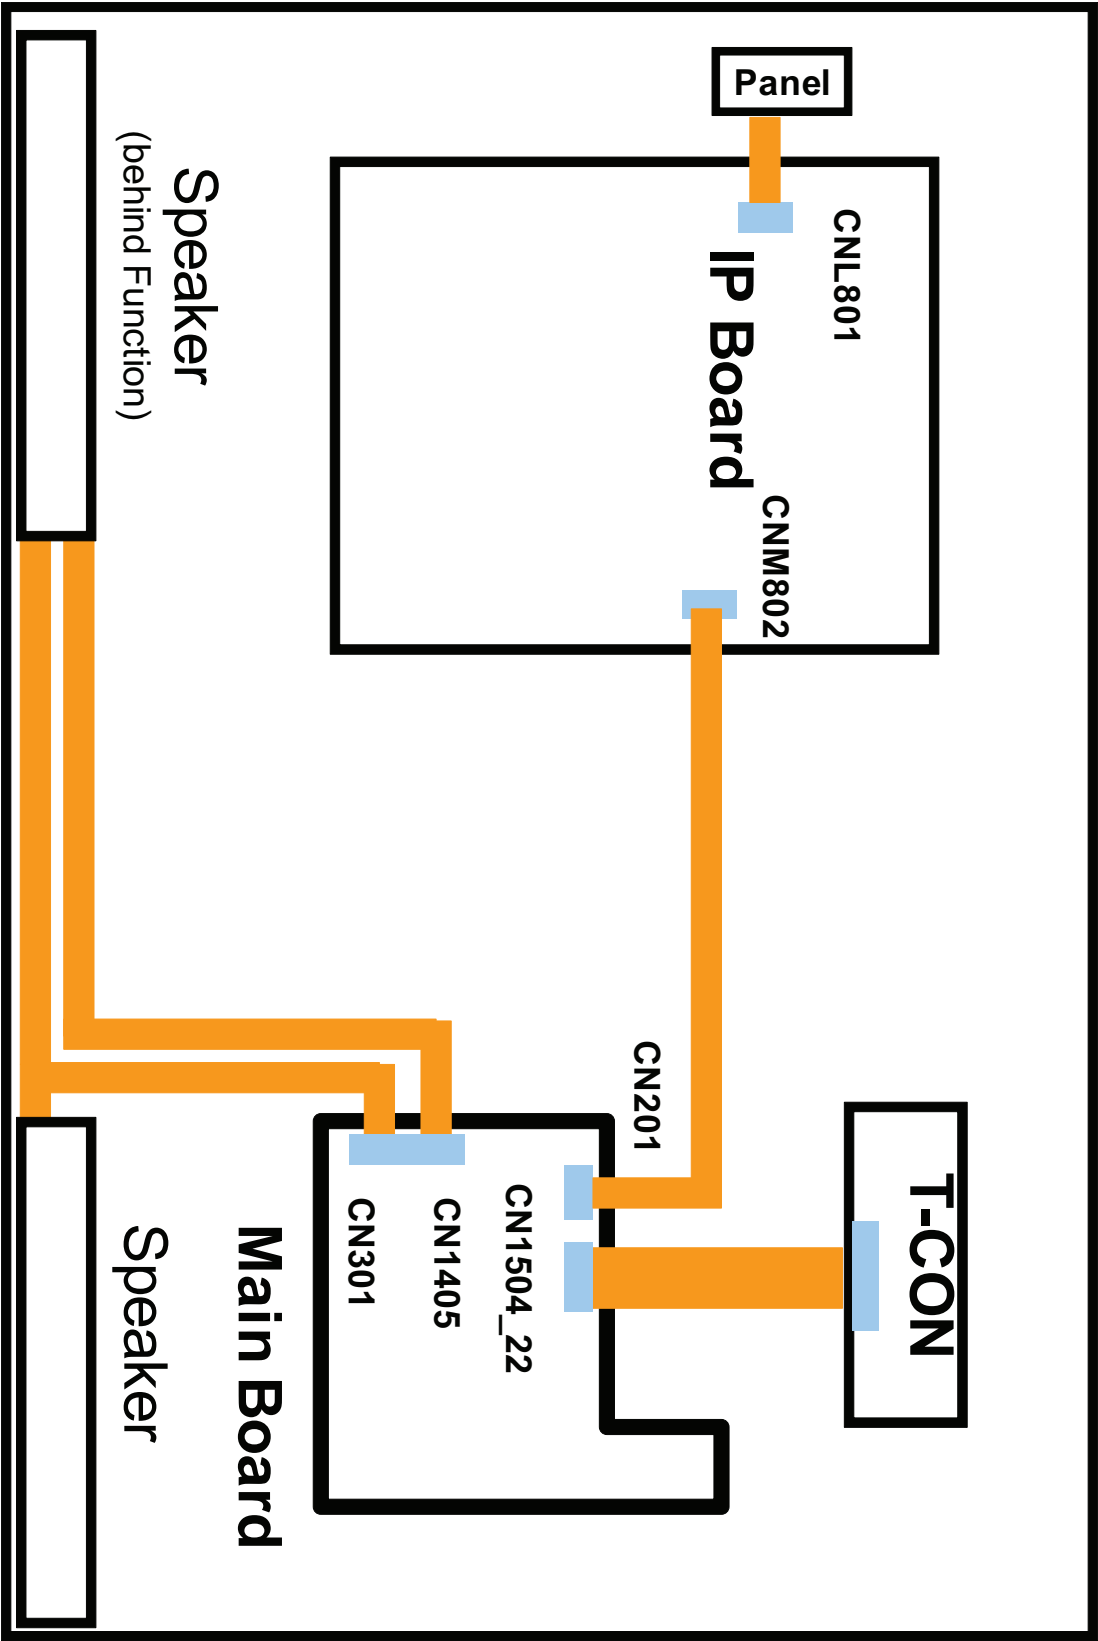 Panel
CNL801
IP Board
CNM802
Speaker
(behind Function)
CN201
T-CON
CN1504_22
CN1405
CN301
Main Board
Speaker